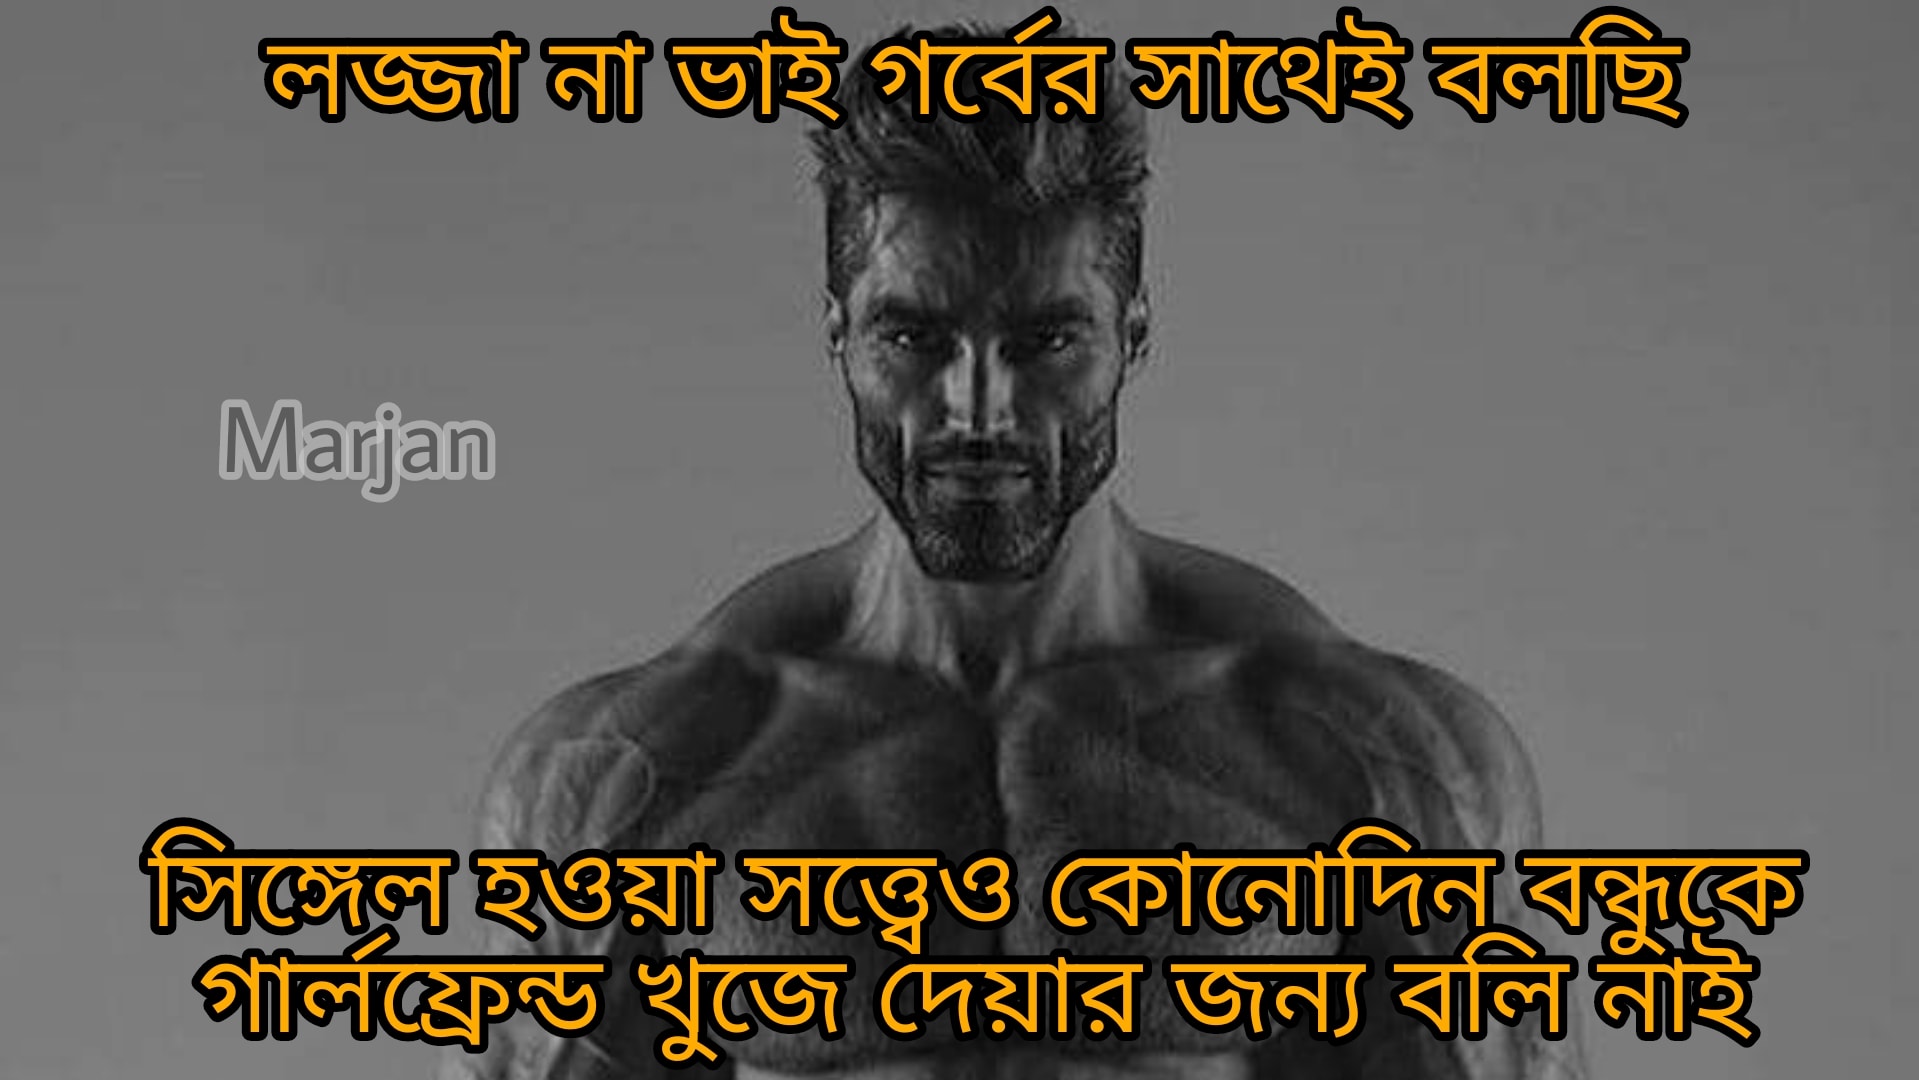 লজ্জা না ভাই গর্বের সাথেই বলছি
Marjan
সিঙ্গেল হওয়া সত্ত্বেও কোনোদিন বন্ধুকে
গার্লফ্রেন্ড খুজে দেয়ার জন্য বলি নাই